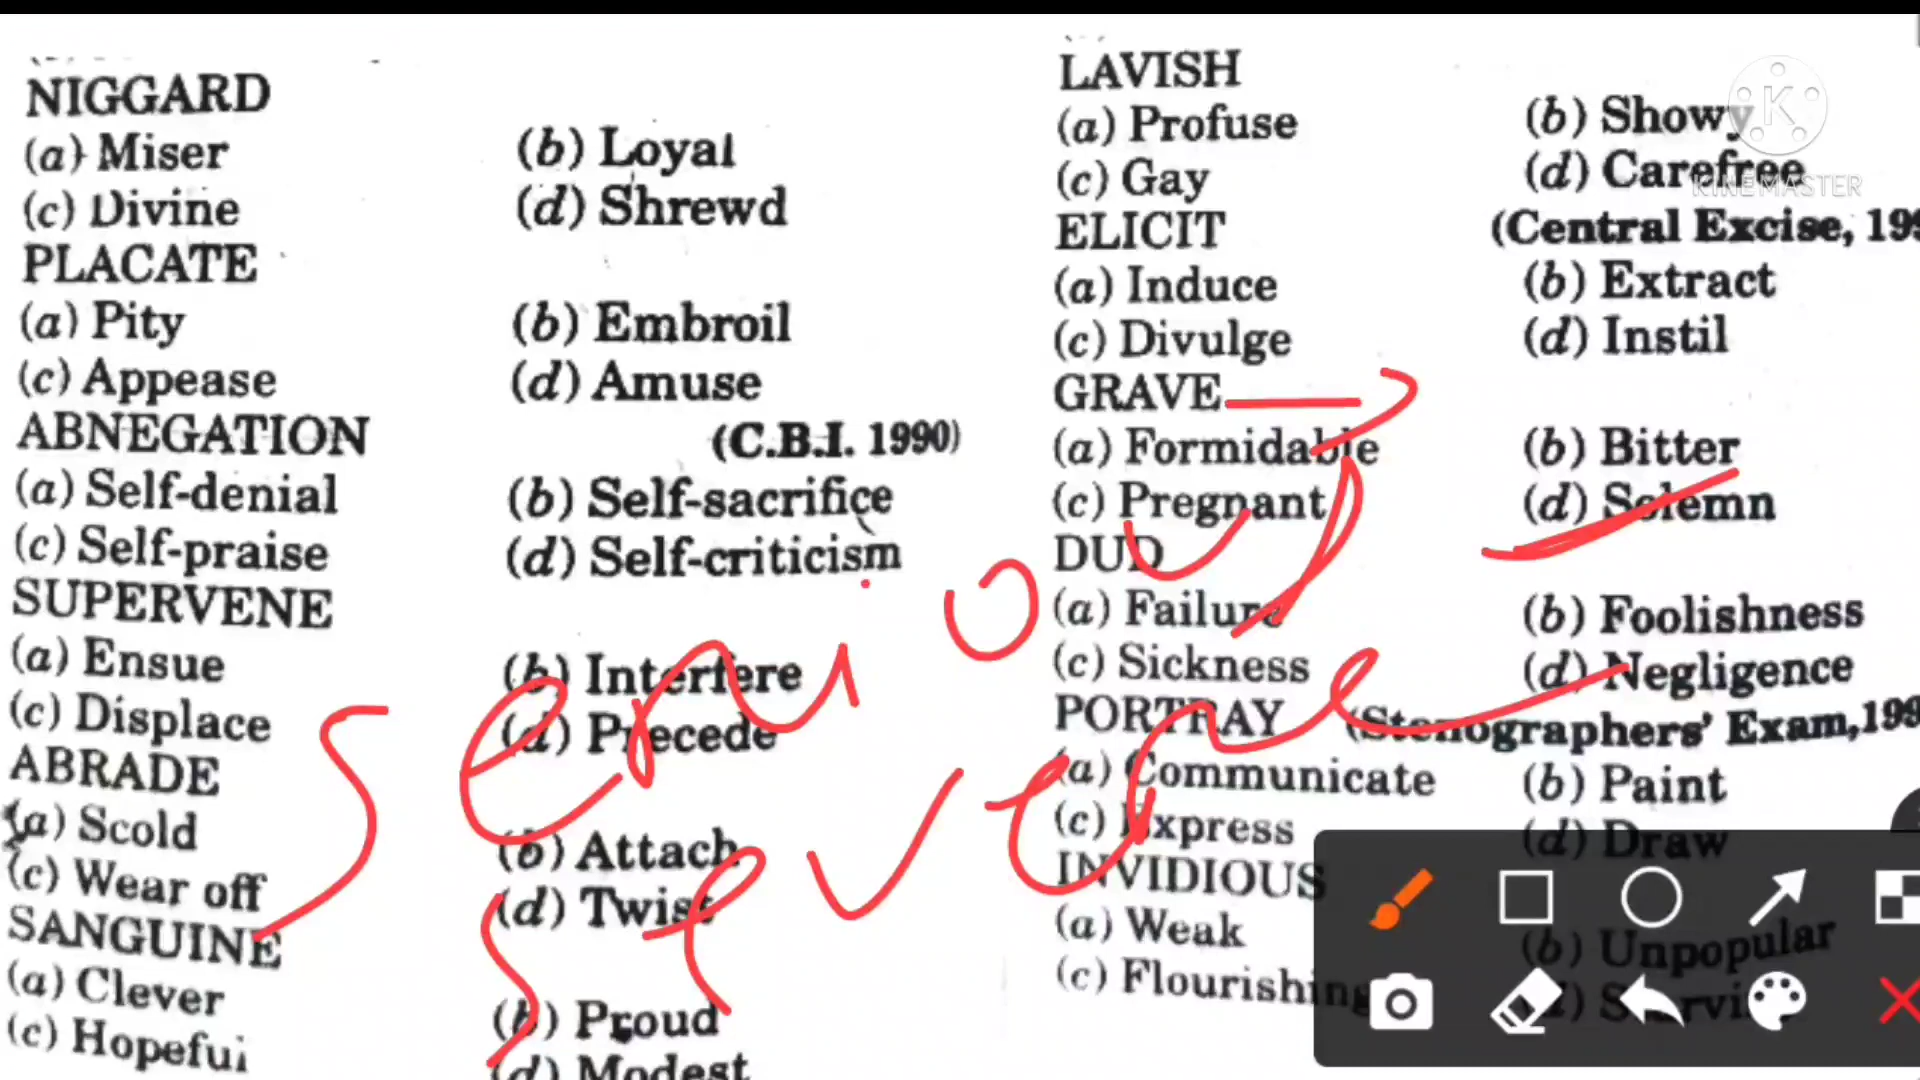 NIGGARD
(a) Miser (b) Loyal
(c) Divine (d) Shrewd
PLACATE
(a) Pity (b) Embroil
(c) Appease (d) Amuse
ABNEGATION (C.B.I. 1990)
(a) Self-denial (b) Self-sacrifice
(c) Self-praise (d) Self-criticism
SUPERVENE
(a) Ensue (b) Interfere
(c) Displace (d) Precede
ABRADE
(a) Scold (b) Attach
(c) Wear off (d) Twist
SANGUINE
(a) Clever (b) Proud
(c) Hopeful (d) Modest
LAVISH
(a) Profuse (b) Showy
(c) Gay (d) Carefree
ELICIT (Central Excise, 199
(a) Induce (b) Extract
(c) Divulge (d) Instil
GRAVE
(a) Formidable (b) Bitter
(c) Pregnant (d) Solemn
DUD
(a) Failure (b) Foolishness
(c) Sickness (d) Negligence
PORTRAY (Stenographers' Exam, 199
(a) Communicate (b) Paint
(c) Express (d) Draw
INVIDIOUS
(a) Weak (b) Unpopular
(c) Flourishing
K
KINEMASTER
serious
severe